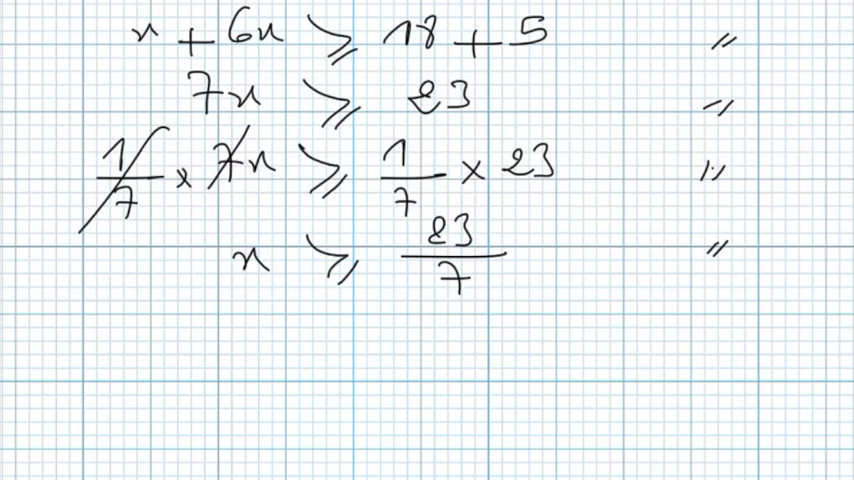 x + 6x ⩾ 18 + 5 〃
7x ⩾ 23 〃
1/7 × 7x ⩾ 1/7 × 23 〃
x ⩾ 23/7 〃